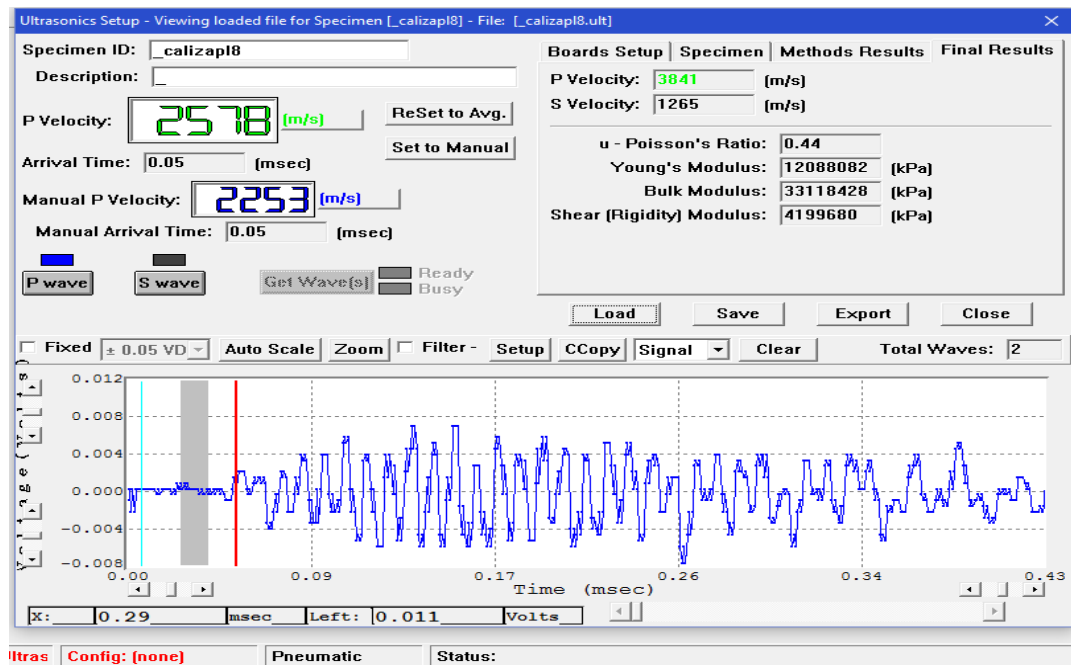 Ultrasonics Setup - Viewing loaded file for Specimen [_calizapl8] - File: [_calizapl8.ult]
Specimen ID: _calizapl8
Description: _
P Velocity: 2578 (m/s)
ReSet to Avg.
Set to Manual
Arrival Time: 0.05 (msec)
Manual P Velocity: 2253 (m/s)
Manual Arrival Time: 0.05 (msec)
P wave S wave Get Wave(s) Ready
Busy
Boards Setup Specimen Methods Results Final Results
P Velocity: 3841 (m/s)
S Velocity: 1265 (m/s)
u - Poisson's Ratio: 0.44
Young's Modulus: 12088082 (kPa)
Bulk Modulus: 33118428 (kPa)
Shear (Rigidity) Modulus: 4199680 (kPa)
Load Save Export Close
Fixed ± 0.05 VD Auto Scale Zoom Filter - Setup CCopy Signal Clear Total Waves: 2
0.012
0.008
0.004
0.000
-0.004
-0.008
0.00 0.09 0.17 0.26 0.34 0.43
Time (msec)
X: 0.29 msec Left: 0.011 Volts
Ultras Config: (none) Pneumatic Status: